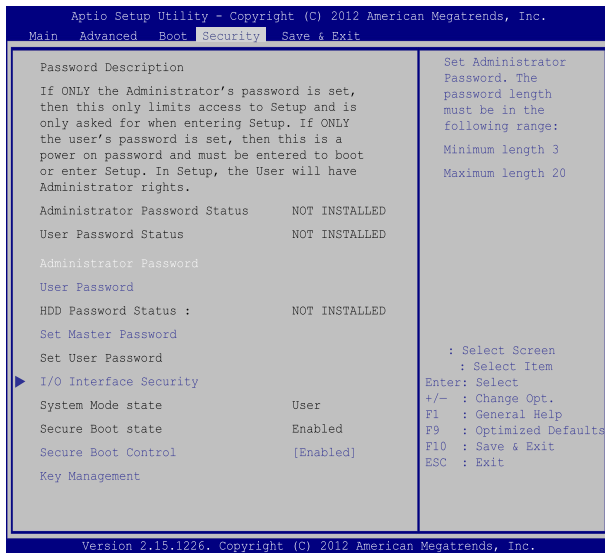 Aptio Setup Utility - Copyright (C) 2012 American Megatrends, Inc.
Main Advanced Boot Security Save & Exit
Password Description
If ONLY the Administrator's password is set,
then this only limits access to Setup and is
only asked for when entering Setup. If ONLY
the user's password is set, then this is a
power on password and must be entered to boot
or enter Setup. In Setup, the User will have
Administrator rights.
Administrator Password Status NOT INSTALLED
User Password Status NOT INSTALLED
Administrator Password
User Password
HDD Password Status : NOT INSTALLED
Set Master Password
Set User Password
I/O Interface Security
System Mode state User
Secure Boot state Enabled
Secure Boot Control [Enabled]
Key Management
Set Administrator
Password. The
password length
must be in the
following range:
Minimum length 3
Maximum length 20
: Select Screen
: Select Item
Enter: Select
+/— : Change Opt.
F1 : General Help
F9 : Optimized Defaults
F10 : Save & Exit
ESC : Exit
Version 2.15.1226. Copyright (C) 2012 American Megatrends, Inc.